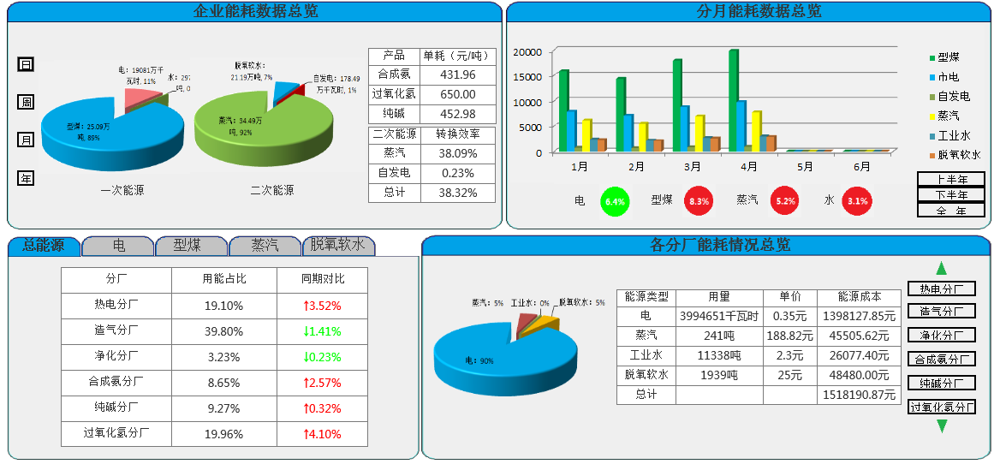 企业能耗数据总览
日
周
月
年
电：19081万千
瓦时, 11%
水：297
吨, 0
型煤：25.09万
吨, 89%
一次能源
脱氧软水：
21.19万吨, 7%
自发电：178.49
万千瓦时, 1%
蒸汽：34.49万
吨, 92%
二次能源
产品 单耗（元/吨）
合成氨 431.96
过氧化氢 650.00
纯碱 452.98
二次能源 转换效率
蒸汽 38.09%
自发电 0.23%
总计 38.32%
分月能耗数据总览
20000
15000
10000
5000
0
1月 2月 3月 4月 5月 6月
型煤
市电
自发电
蒸汽
工业水
脱氧软水
电 6.4% 型煤 8.3% 蒸汽 5.2% 水 3.1%
上半年
下半年
全 年
总能源 电 型煤 蒸汽 脱氧软水
分厂 用能占比 同期对比
热电分厂 19.10% ↑3.52%
造气分厂 39.80% ↓1.41%
净化分厂 3.23% ↓0.23%
合成氨分厂 8.65% ↑2.57%
纯碱分厂 9.27% ↑0.32%
过氧化氢分厂 19.96% ↑4.10%
各分厂能耗情况总览
蒸汽：5% 工业水：0% 脱氧软水：5%
电：90%
能源类型 用量 单价 能源成本
电 3994651千瓦时 0.35元 1398127.85元
蒸汽 241吨 188.82元 45505.62元
工业水 11338吨 2.3元 26077.40元
脱氧软水 1939吨 25元 48480.00元
总计 1518190.87元
热电分厂
造气分厂
净化分厂
合成氨分厂
纯碱分厂
过氧化氢分厂